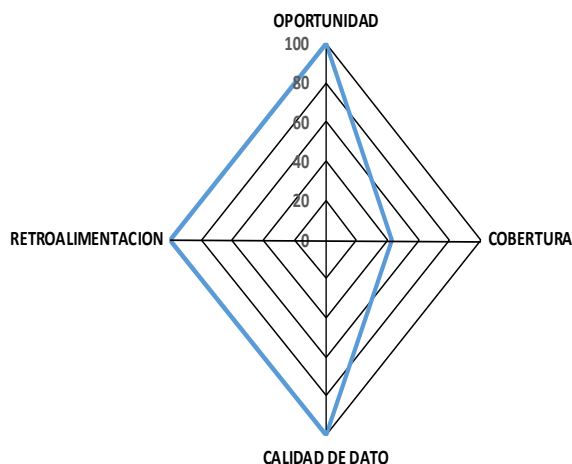 OPORTUNIDAD
100
80
60
40
20
RETROALIMENTACION 0 COBERTURA
CALIDAD DE DATO